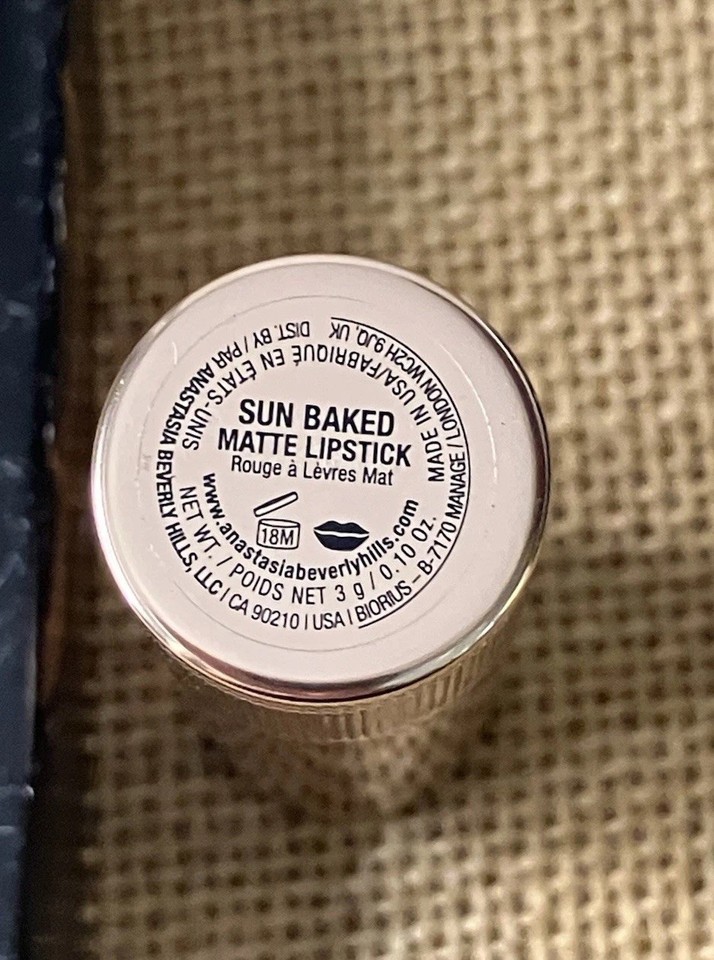 SUN BAKED
MATTE LIPSTICK
Rouge à Lèvres Mat
18M
www.anastasiabeverlyhills.com
NET WT. / POIDS NET 3 g / 0.10 Oz.
MADE IN USA/FABRIQUÉ EN ÉTATS-UNIS
DIST. BY / PAR ANASTASIA BEVERLY HILLS, LLC | CA 90210 | USA | BIORIUS – B-7170 MANAGE / LONDON WC2H 9JQ, UK